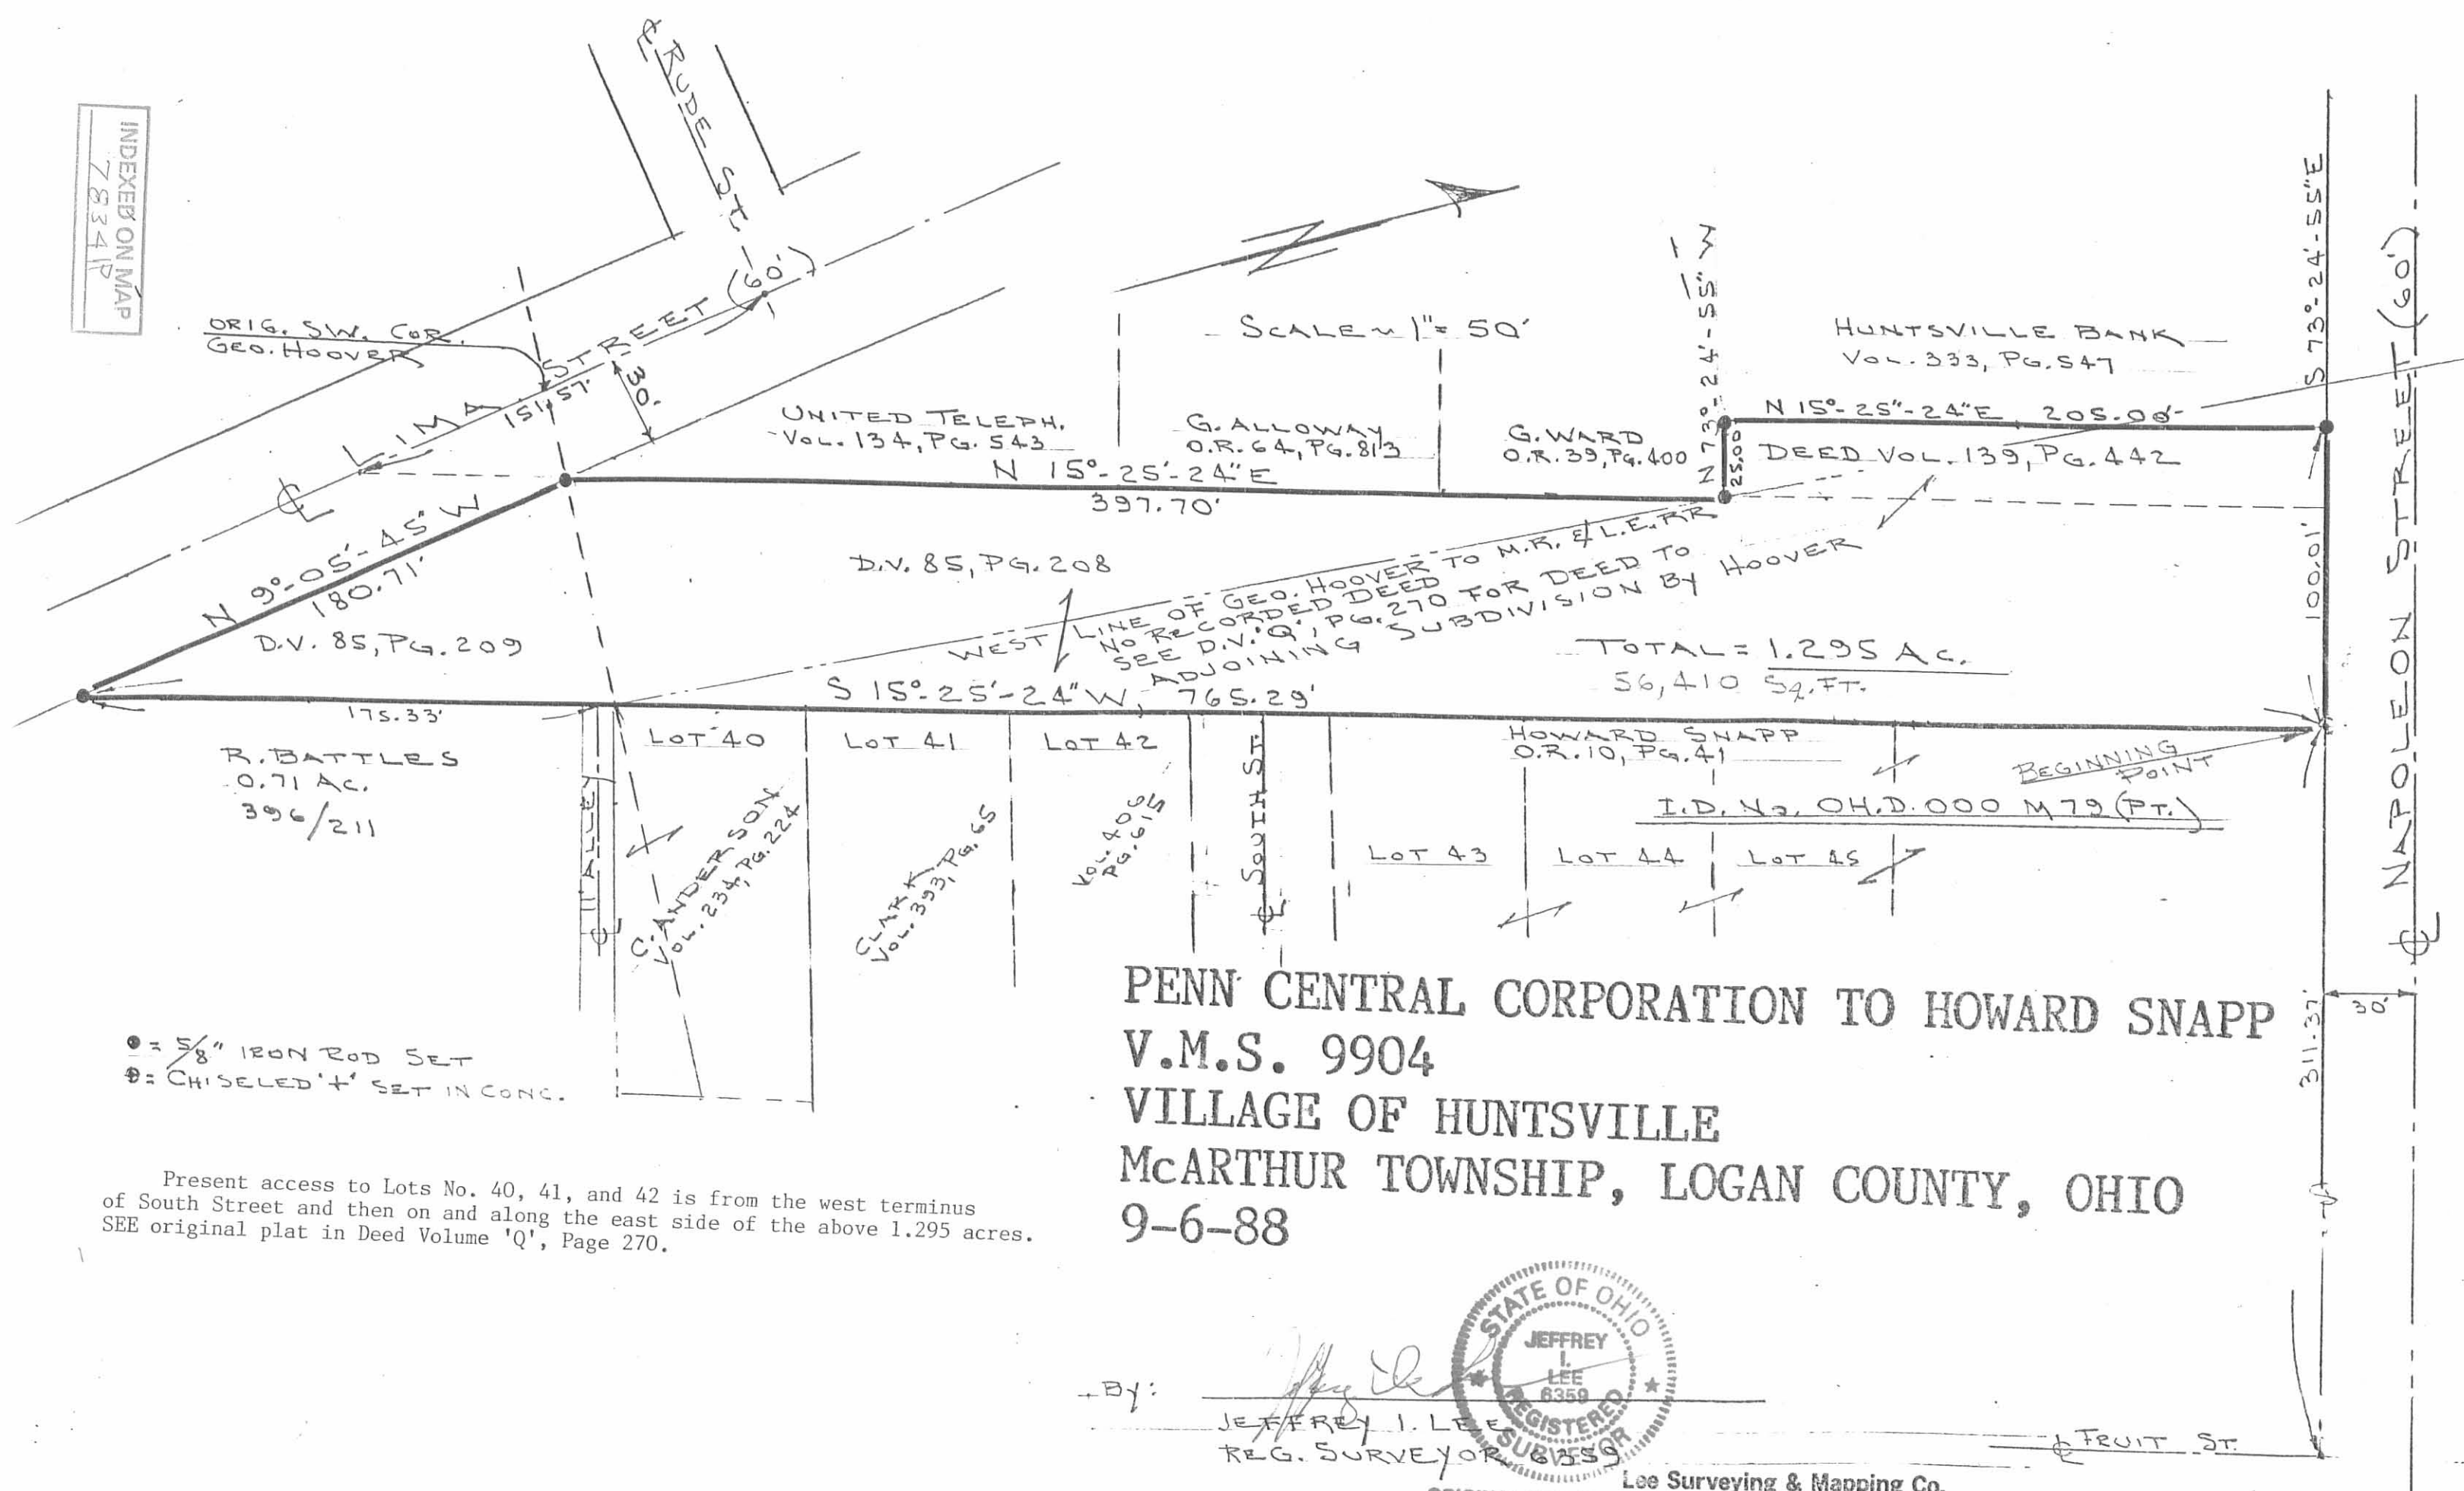 ℄ RUDE ST.
INDEXED ON MAP
7834P
ORIG. SW. COR.
GEO. HOOVER
℄ LIMA STREET (60')
151.57'
30'
N
SCALE ~ 1" = 50'
UNITED TELEPH.
VOL. 134, PG. 543
G. ALLOWAY
O.R. 64, PG. 813
G. WARD
O.R. 39, PG. 400
N 73°-24'-55" W
25.00'
HUNTSVILLE BANK
VOL. 333, PG. 547
N 15°-25"-24"E 205.00'
DEED VOL. 139, PG. 442
S 73°-24'-55"E
100.01'
℄ NAPOLEON STREET (60')
N 15°-25'-24"E
397.70'
N 9°-05'-45" W
180.71'
D.V. 85, PG. 208
D.V. 85, PG. 209
WEST LINE OF GEO. HOOVER TO M.R. & L.E. RR
NO RECORDED DEED
SEE D.V. 'Q', PG. 270 FOR DEED TO
ADJOINING SUBDIVISION BY HOOVER
TOTAL = 1.295 AC.
56,410 SQ. FT.
S 15°-25'-24" W, 765.29'
175.33'
R. BATTLES
0.71 AC.
396/211
11' ALLEY
℄
LOT 40
C. ANDERSON
VOL. 234, PG. 224
LOT 41
CLARK
VOL. 393, PG. 65
LOT 42
VOL. 406
PG. 615
℄ SOUTH ST.
HOWARD SNAPP
O.R. 10, PG. 41
BEGINNING
POINT
I.D. NO. OH.D.000 M 79 (PT.)
LOT 43
LOT 44
LOT 45
311.37'
30'
PENN CENTRAL CORPORATION TO HOWARD SNAPP
V.M.S. 9904
VILLAGE OF HUNTSVILLE
McARTHUR TOWNSHIP, LOGAN COUNTY, OHIO
9-6-88
= 5/8" IRON ROD SET
= CHISELED '+' SET IN CONC.
Present access to Lots No. 40, 41, and 42 is from the west terminus
of South Street and then on and along the east side of the above 1.295 acres.
SEE original plat in Deed Volume 'Q', Page 270.
By:
JEFFREY I. LEE
REG. SURVEYOR 6359
STATE OF OHIO
JEFFREY
I.
LEE
6359
REGISTERED
SURVEYOR
℄ FRUIT ST.
Lee Surveying & Mapping Co.